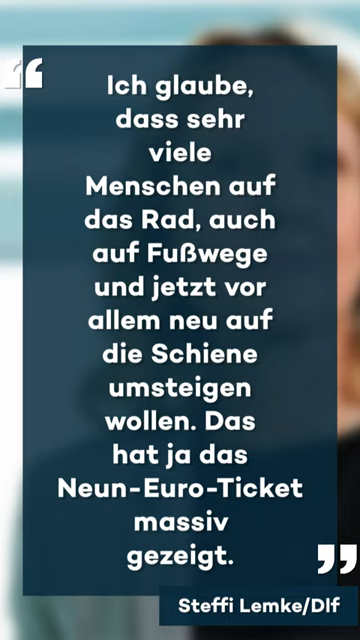 “
Ich glaube,
dass sehr
viele
Menschen auf
das Rad, auch
auf Fußwege
und jetzt vor
allem neu auf
die Schiene
umsteigen
wollen. Das
hat ja das
Neun-Euro-Ticket
massiv
gezeigt.
”
Steffi Lemke/Dlf